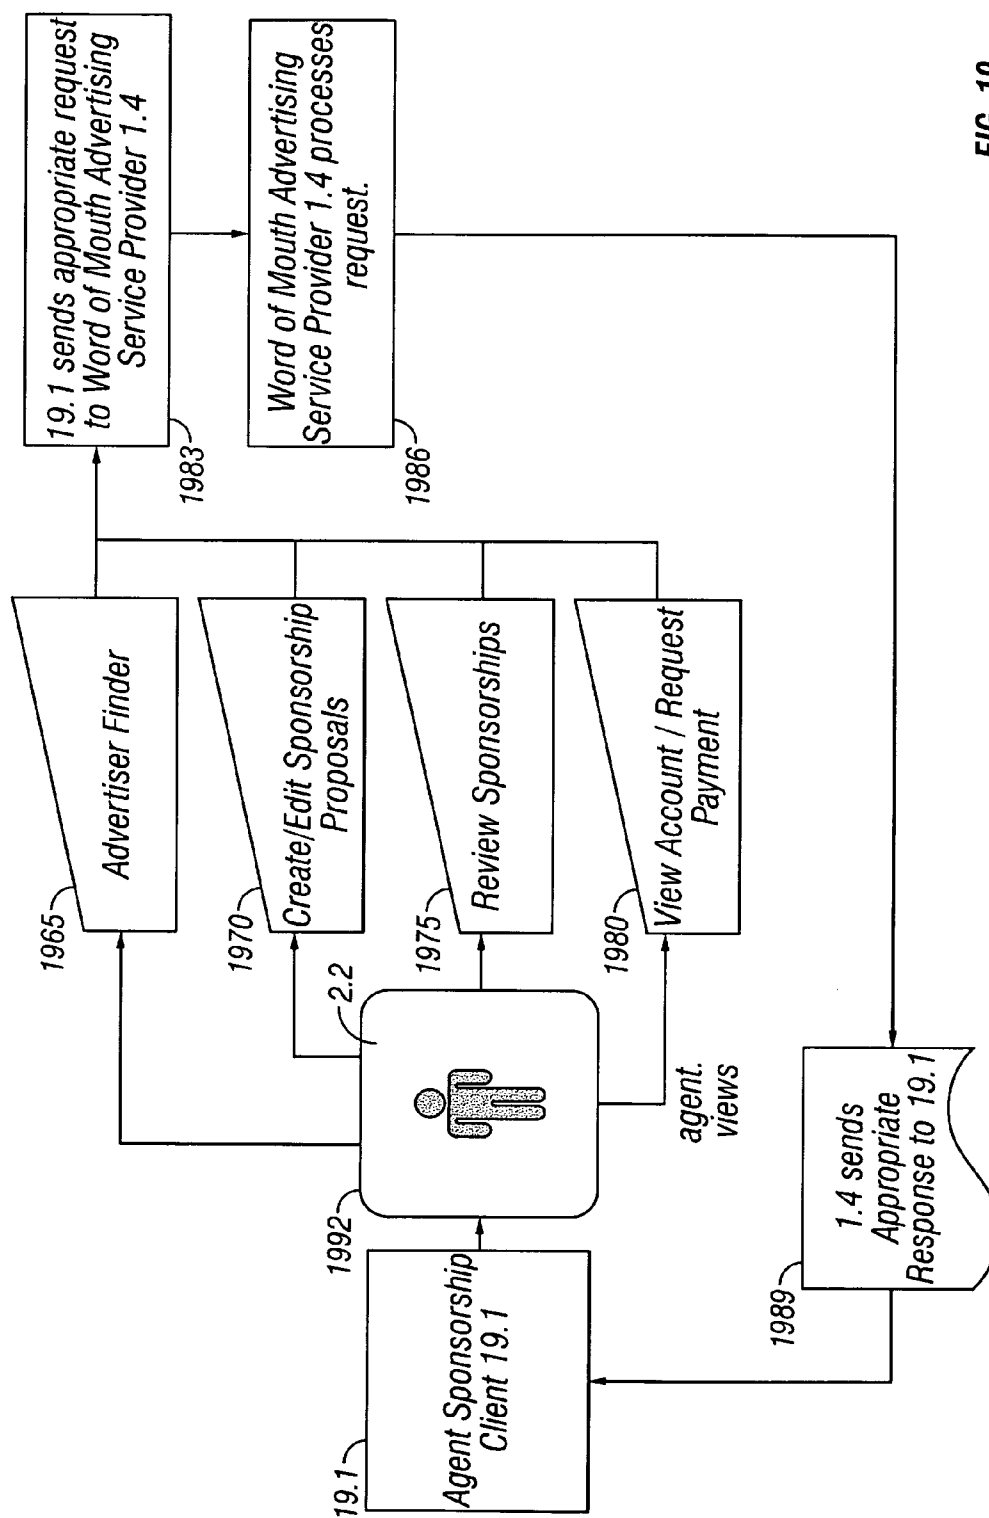 19.1
Agent Sponsorship
Client 19.1
1992
2.2
agent.
views
1965
Advertiser Finder
1970
Create/Edit Sponsorship
Proposals
1975
Review Sponsorships
1980
View Account / Request
Payment
1983
19.1 sends appropriate request
to Word of Mouth Advertising
Service Provider 1.4
1986
Word of Mouth Advertising
Service Provider 1.4 processes
request.
1989
1.4 sends
Appropriate
Response to 19.1
FIG. 19